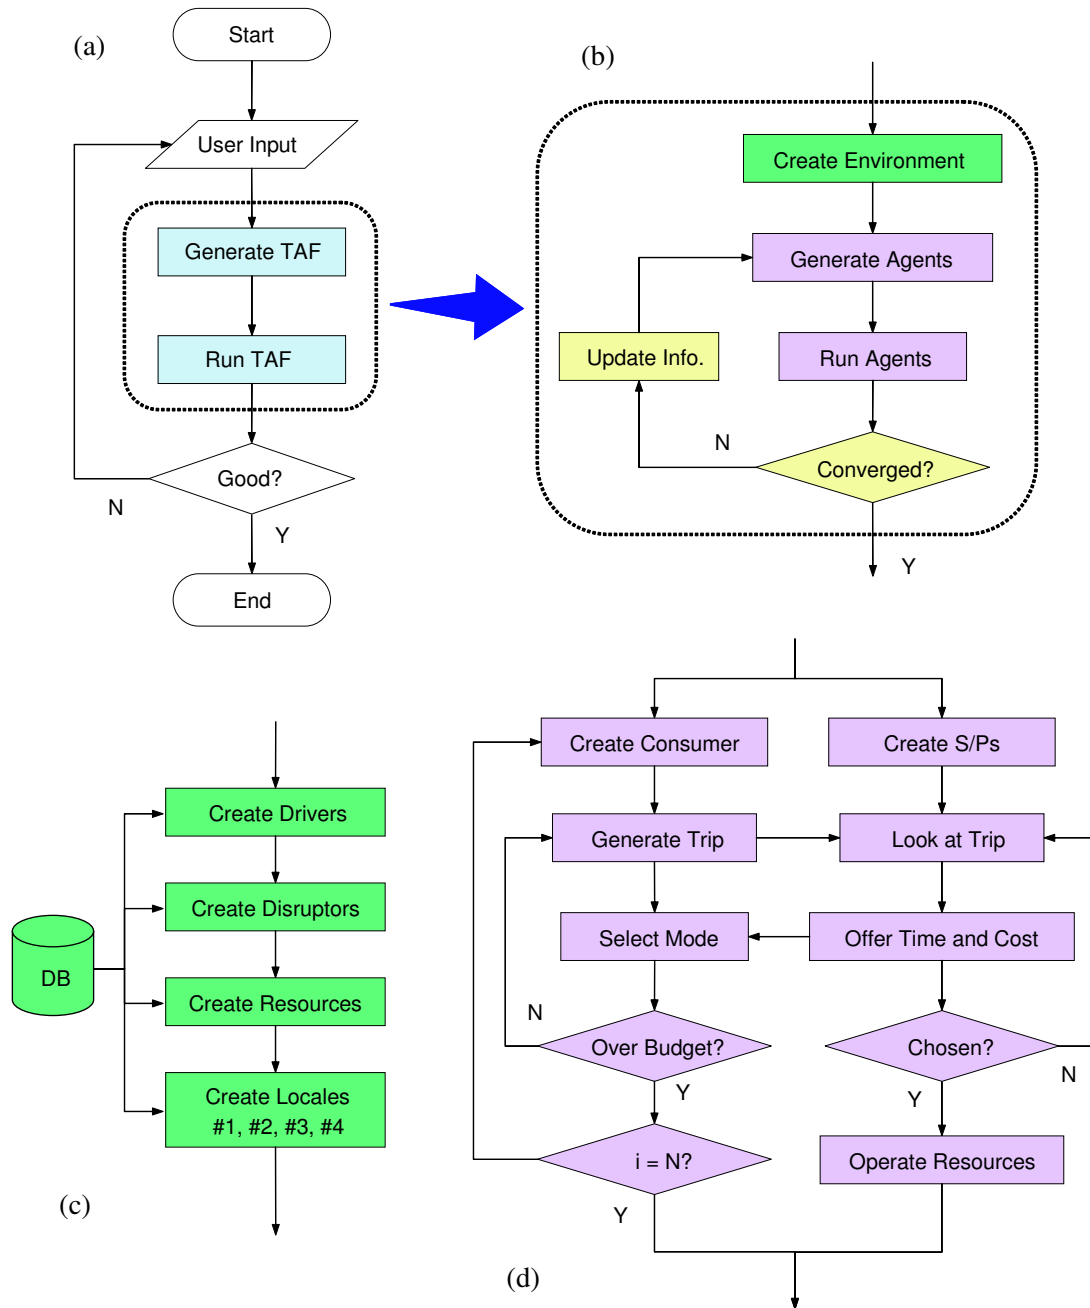 (a)
Start
User Input
Generate TAF
Run TAF
Good?
N
Y
End
(b)
Create Environment
Generate Agents
Update Info.
Run Agents
N
Converged?
Y
Create Drivers
Create Disruptors
DB
Create Resources
Create Locales
#1, #2, #3, #4
(c)
Create Consumer
Create S/Ps
Generate Trip
Look at Trip
Select Mode
Offer Time and Cost
N
Over Budget?
Chosen?
N
Y
Y
i = N?
Operate Resources
Y
(d)